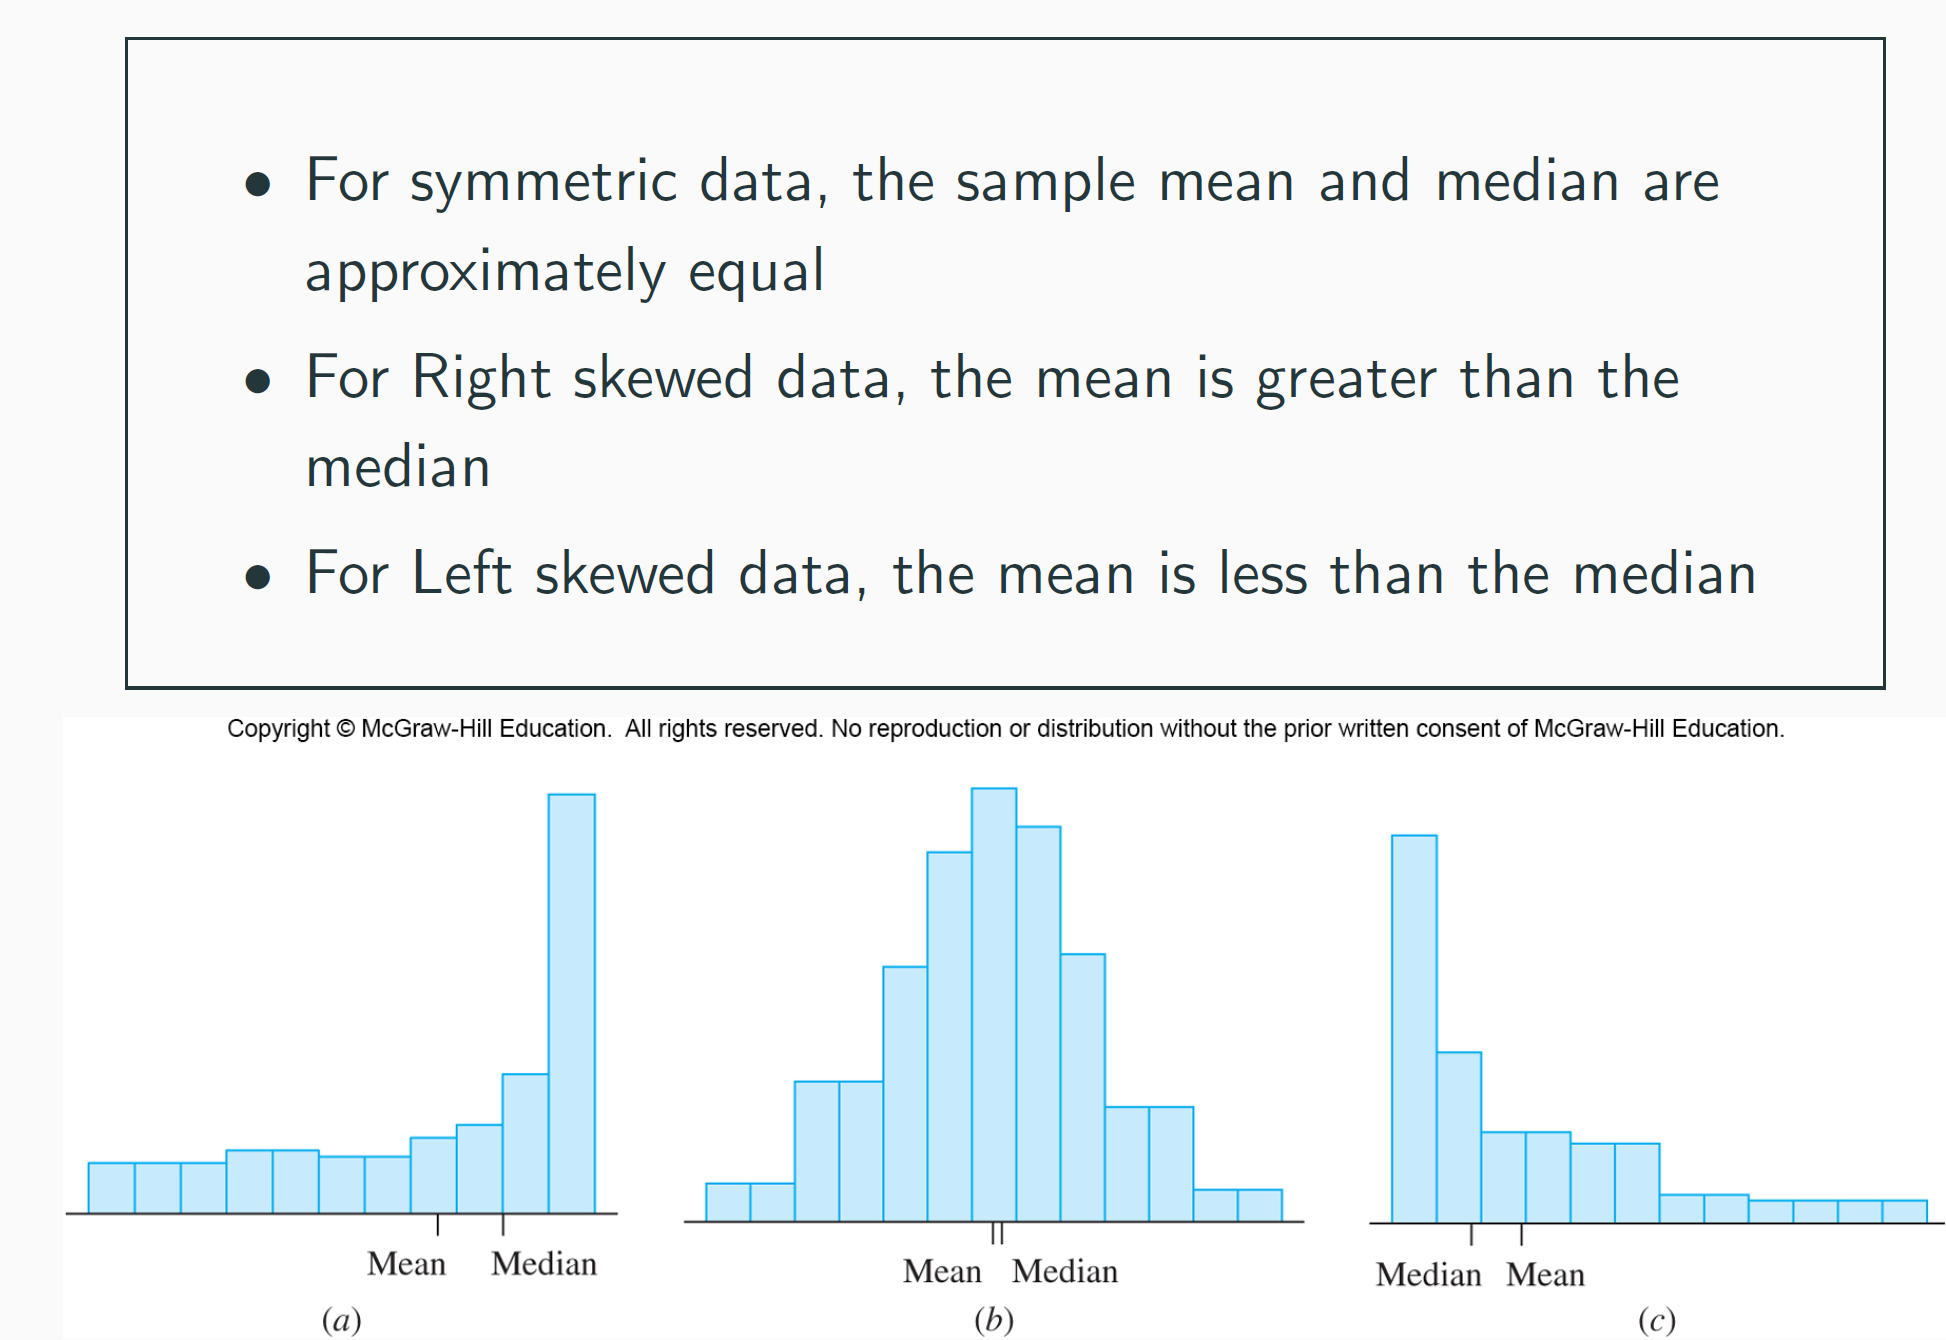 • For symmetric data, the sample mean and median are
approximately equal
• For Right skewed data, the mean is greater than the
median
• For Left skewed data, the mean is less than the median
Copyright © McGraw-Hill Education. All rights reserved. No reproduction or distribution without the prior written consent of McGraw-Hill Education.
Mean Median
(a)
Mean Median
(b)
Median Mean
(c)